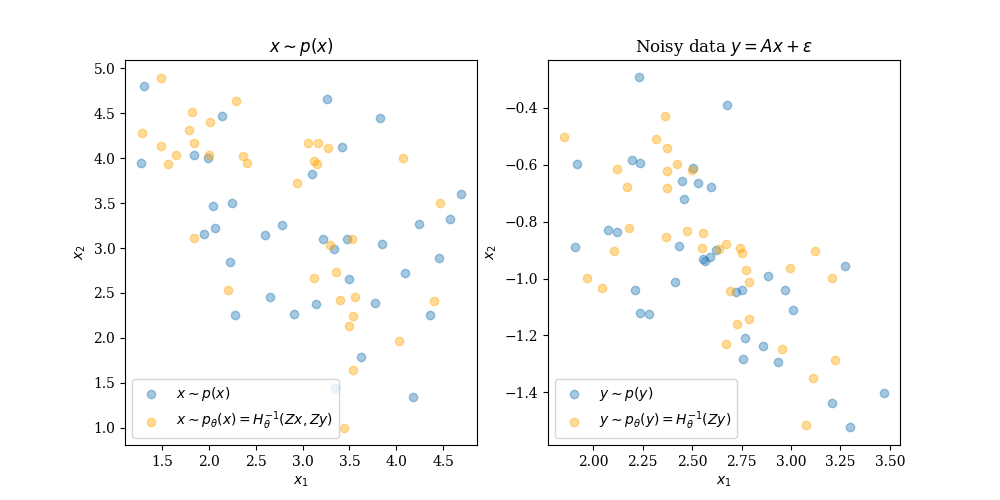 x ~ p(x)
5.0
4.5
4.0
3.5
3.0
2.5
2.0
1.5
1.0
x₂
x ~ p(x)
x ~ p_θ(x) = H_θ⁻¹(Zx, Zy)
1.5 2.0 2.5 3.0 3.5 4.0 4.5
x₁
Noisy data y = Ax + ε
−0.4
−0.6
−0.8
−1.0
−1.2
−1.4
x₂
y ~ p(y)
y ~ p_θ(y) = H_θ⁻¹(Zy)
2.00 2.25 2.50 2.75 3.00 3.25 3.50
x₁